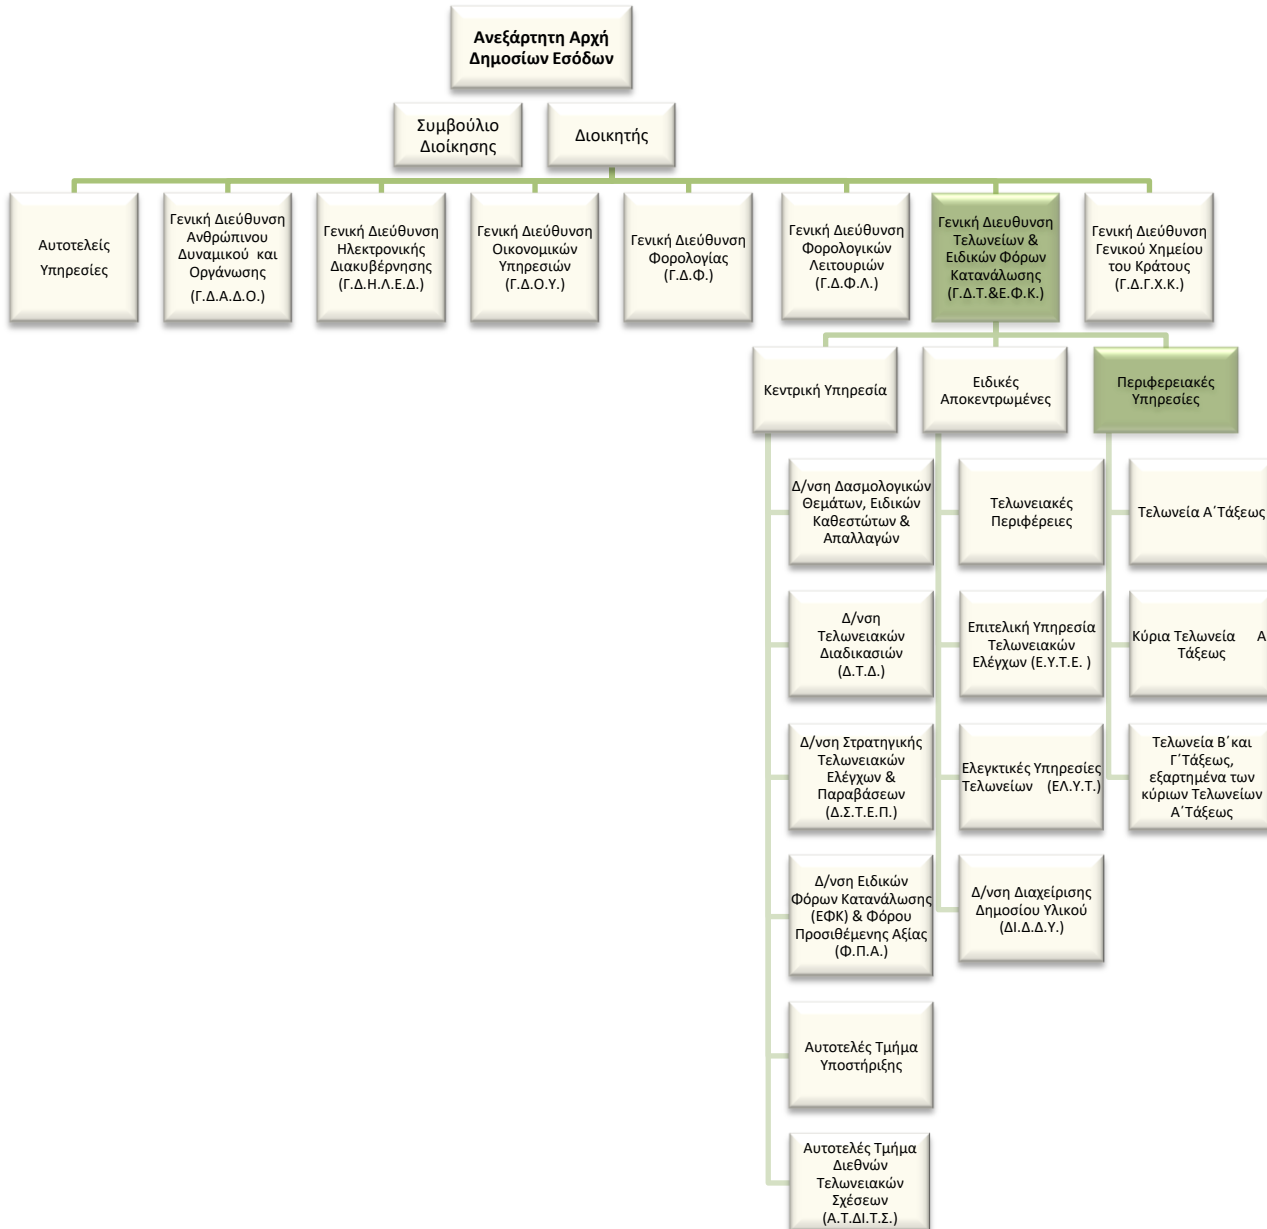 Ανεξάρτητη Αρχή
Δημοσίων Εσόδων
Συμβούλιο
Διοίκησης
Διοικητής
Αυτοτελείς
Υπηρεσίες
Γενική Διεύθυνση
Ανθρώπινου
Δυναμικού και
Οργάνωσης
(Γ.Δ.Α.Δ.Ο.)
Γενική Διεύθυνση
Ηλεκτρονικής
Διακυβέρνησης
(Γ.Δ.Η.Λ.Ε.Δ.)
Γενική Διεύθυνση
Οικονομικών
Υπηρεσιών
(Γ.Δ.Ο.Υ.)
Γενική Διεύθυνση
Φορολογίας
(Γ.Δ.Φ.)
Γενική Διεύθυνση
Φορολογικών
Λειτουριών
(Γ.Δ.Φ.Λ.)
Γενική Διευθυνση
Τελωνείων &
Ειδικών Φόρων
Κατανάλωσης
(Γ.Δ.Τ.&Ε.Φ.Κ.)
Γενική Διεύθυνση
Γενικού Χημείου
του Κράτους
(Γ.Δ.Γ.Χ.Κ.)
Κεντρική Υπηρεσία
Ειδικές
Αποκεντρωμένες
Περιφερειακές
Υπηρεσίες
Δ/νση Δασμολογικών
Θεμάτων, Ειδικών
Καθεστώτων &
Απαλλαγών
Δ/νση
Τελωνειακών
Διαδικασιών
(Δ.Τ.Δ.)
Δ/νση Στρατηγικής
Τελωνειακών
Ελέγχων &
Παραβάσεων
(Δ.Σ.Τ.Ε.Π.)
Δ/νση Ειδικών
Φόρων Κατανάλωσης
(ΕΦΚ) & Φόρου
Προσιθέμενης Αξίας
(Φ.Π.Α.)
Αυτοτελές Τμήμα
Υποστήριξης
Αυτοτελές Τμήμα
Διεθνών
Τελωνειακών
Σχέσεων
(Α.Τ.ΔΙ.Τ.Σ.)
Τελωνειακές
Περιφέρειες
Επιτελική Υπηρεσία
Τελωνειακών
Ελέγχων (Ε.Υ.Τ.Ε. )
Ελεγκτικές Υπηρεσίες
Τελωνείων (ΕΛ.Υ.Τ.)
Δ/νση Διαχείρισης
Δημοσίου Υλικού
(ΔΙ.Δ.Δ.Υ.)
Τελωνεία Α΄Τάξεως
Κύρια Τελωνεία Α
Τάξεως
Τελωνεία Β΄και
Γ΄Τάξεως,
εξαρτημένα των
κύριων Τελωνείων
Α΄Τάξεως